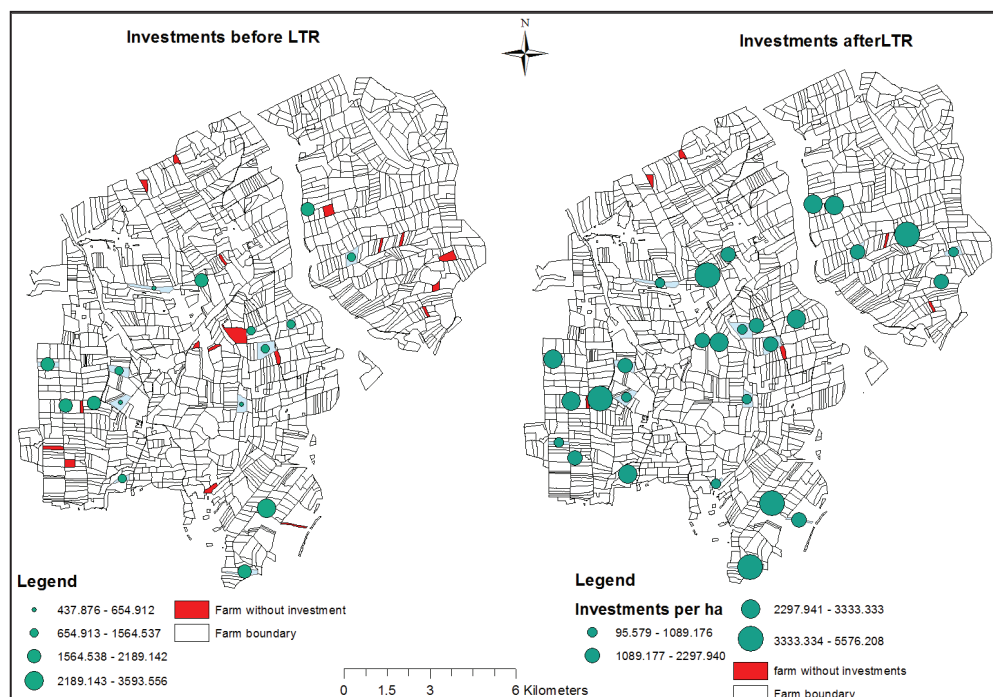 Investments before LTR
N
Investments afterLTR
Legend
437.876 - 654.912
654.913 - 1564.537
1564.538 - 2189.142
2189.143 - 3593.556
Farm without investment
Farm boundary
0 1.5 3 6 Kilometers
Legend
Investments per ha
95.579 - 1089.176
1089.177 - 2297.940
2297.941 - 3333.333
3333.334 - 5576.208
farm without investments
Farm boundary